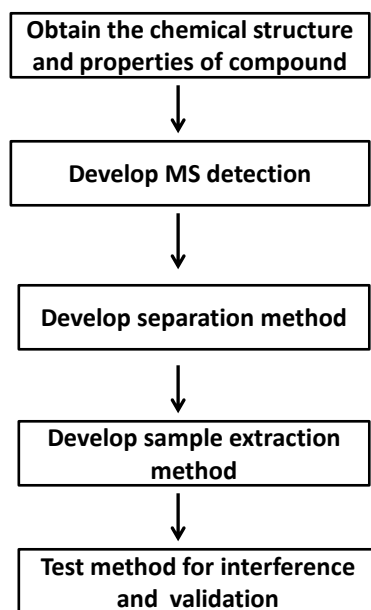 Obtain the chemical structure
and properties of compound
Develop MS detection
Develop separation method
Develop sample extraction
method
Test method for interference
and validation